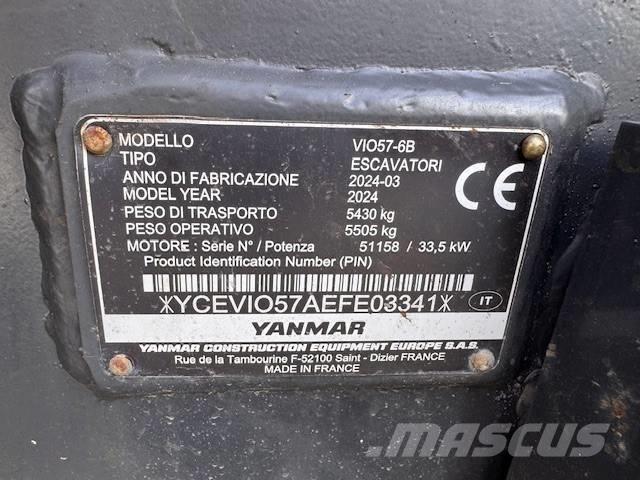 MODELLO VIO57-6B
TIPO ESCAVATORI
ANNO DI FABRICAZIONE 2024-03
MODEL YEAR 2024
PESO DI TRASPORTO 5430 kg
PESO OPERATIVO 5505 kg
MOTORE : Série N° / Potenza 51158 / 33,5 kW
Product Identification Number (PIN)
CE
*YCEVIO57AEFE03341*
IT
YANMAR
YANMAR CONSTRUCTION EQUIPMENT EUROPE S.A.S.
Rue de la Tambourine F-52100 Saint - Dizier FRANCE
MADE IN FRANCE
MASCUS